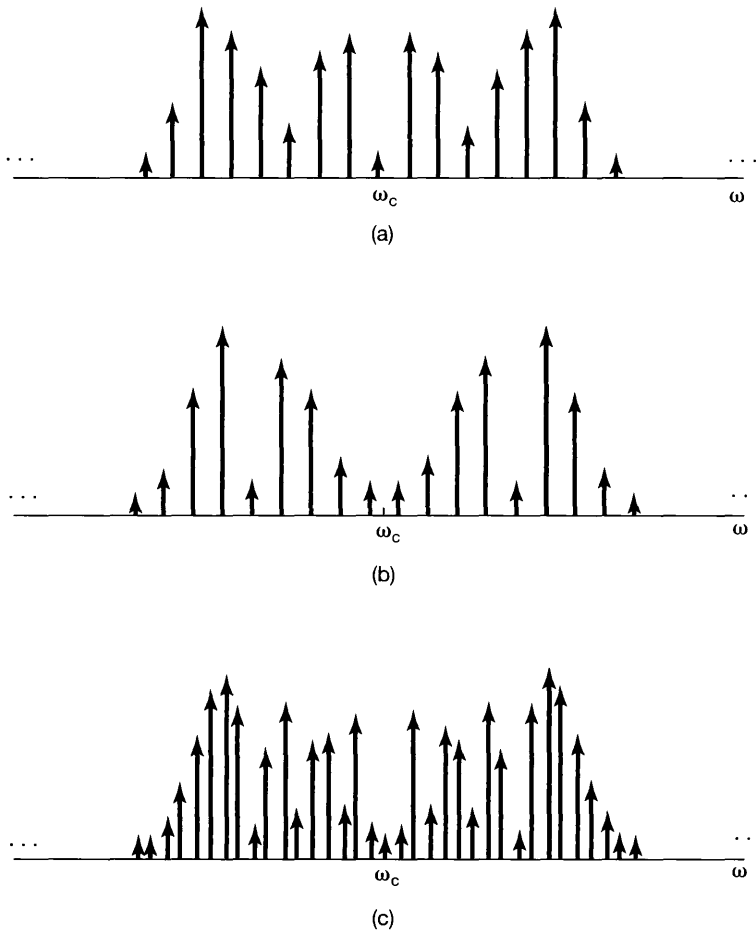 . . . . . .
ω_c ω
(a)
. . . . .
ω_c ω
(b)
. . . . .
ω_c ω
(c)